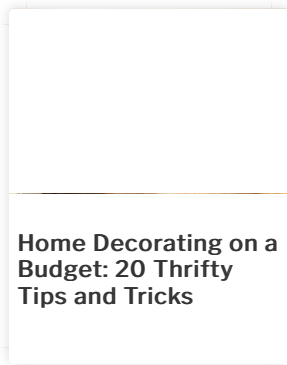 Home Decorating on a
Budget: 20 Thrifty
Tips and Tricks